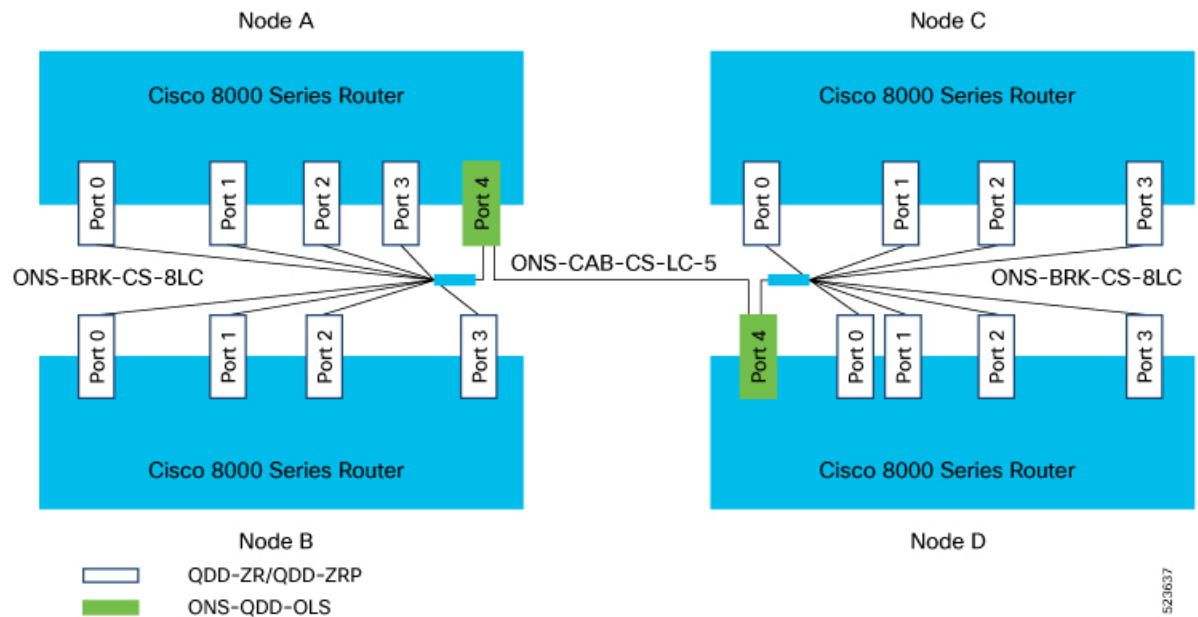 Node A
Node C
Cisco 8000 Series Router
Cisco 8000 Series Router
Port 0
Port 1
Port 2
Port 3
Port 4
Port 0
Port 1
Port 2
Port 3
ONS-BRK-CS-8LC
ONS-CAB-CS-LC-5
ONS-BRK-CS-8LC
Port 0
Port 1
Port 2
Port 3
Port 4
Port 0
Port 1
Port 2
Port 3
Cisco 8000 Series Router
Cisco 8000 Series Router
Node B
Node D
QDD-ZR/QDD-ZRP
ONS-QDD-OLS
523637